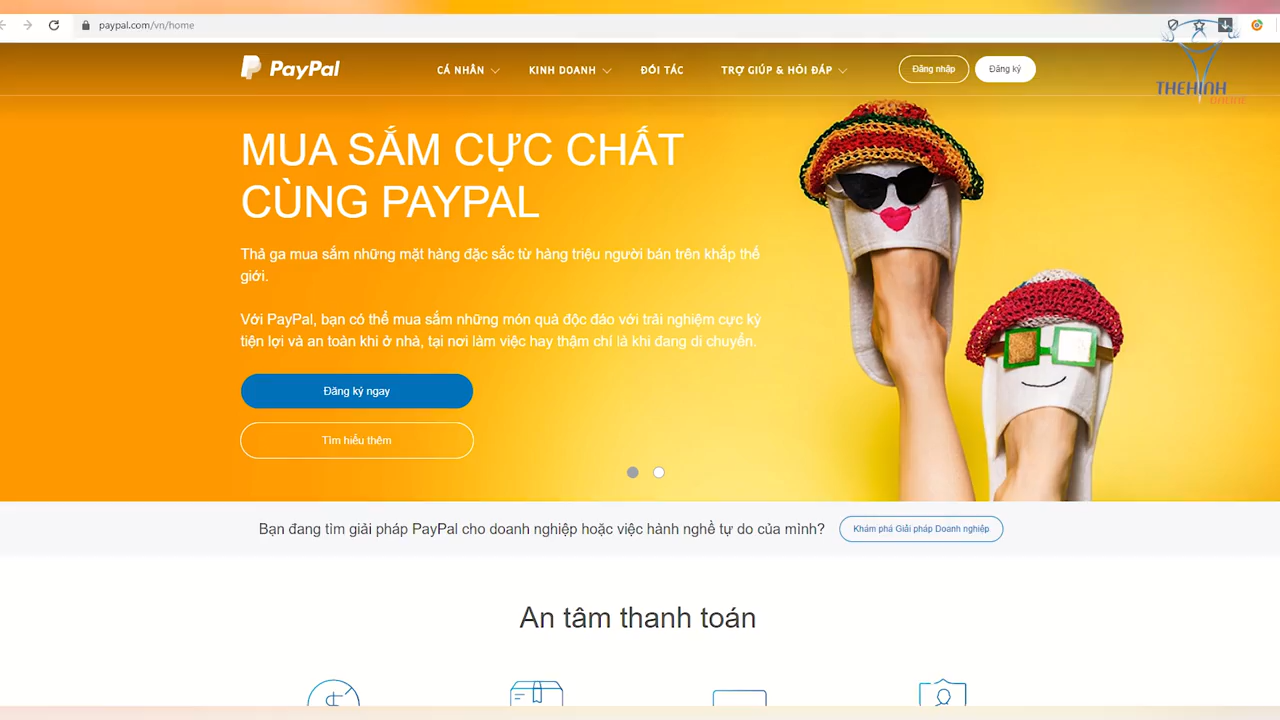 paypal.com/vn/home
PayPal
CÁ NHÂN
KINH DOANH
ĐỐI TÁC
TRỢ GIÚP & HỎI ĐÁP
Đăng nhập
Đăng ký
THEHINH
ONLINE
MUA SẮM CỰC CHẤT
CÙNG PAYPAL
Thả ga mua sắm những mặt hàng đặc sắc từ hàng triệu người bán trên khắp thế
giới.
Với PayPal, bạn có thể mua sắm những món quà độc đáo với trải nghiệm cực kỳ
tiện lợi và an toàn khi ở nhà, tại nơi làm việc hay thậm chí là khi đang di chuyển.
Đăng ký ngay
Tìm hiểu thêm
Bạn đang tìm giải pháp PayPal cho doanh nghiệp hoặc việc hành nghề tự do của mình?
Khám phá Giải pháp Doanh nghiệp
An tâm thanh toán